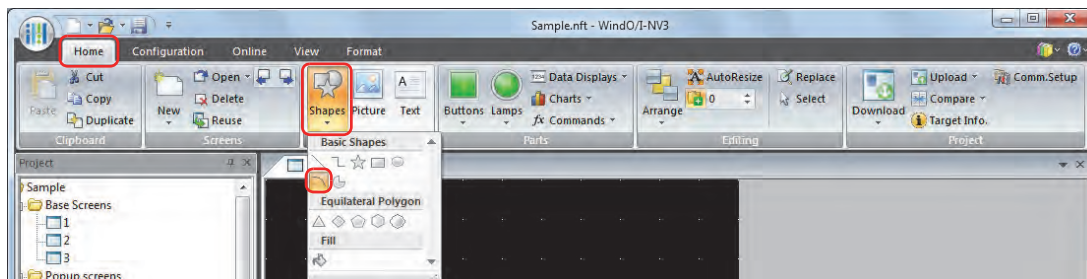 Sample.nft - WindO/I-NV3
Home Configuration Online View Format
Cut Open Data Displays AutoResize Replace Upload Comm.Setup
Copy Delete Charts 0 Select Compare
Paste Duplicate New Reuse Shapes Picture Text Buttons Lamps fx Commands Arrange Download Target Info.
Clipboard Screens Basic Shapes Parts Editing Project
Project
Sample
Base Screens
Equilateral Polygon
1
2
Fill
3
Popup screens